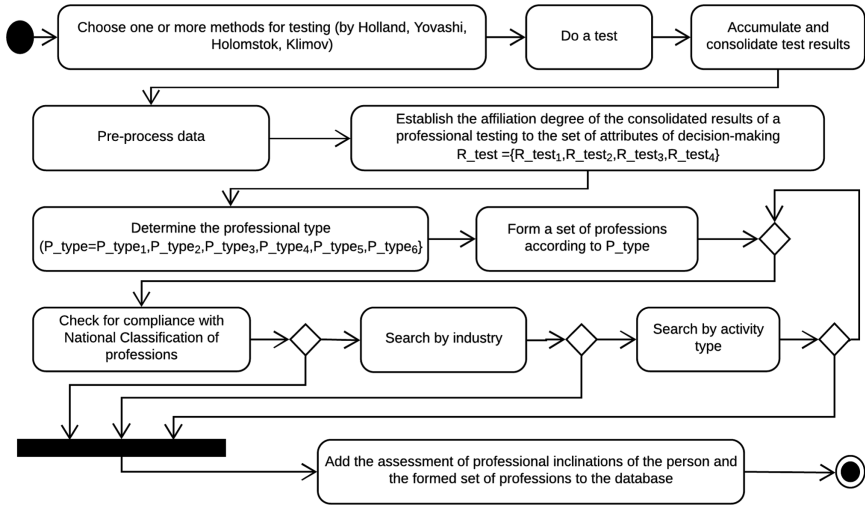 Choose one or more methods for testing (by Holland, Yovashi,
Holomstok, Klimov)
Do a test
Accumulate and
consolidate test results
Pre-process data
Establish the affiliation degree of the consolidated results of a
professional testing to the set of attributes of decision-making
R_test ={R_test₁,R_test₂,R_test₃,R_test₄}
Determine the professional type
(P_type=P_type₁,P_type₂,P_type₃,P_type₄,P_type₅,P_type₆}
Form a set of professions
according to P_type
Check for compliance with
National Classification of
professions
Search by industry
Search by activity
type
Add the assessment of professional inclinations of the person and
the formed set of professions to the database